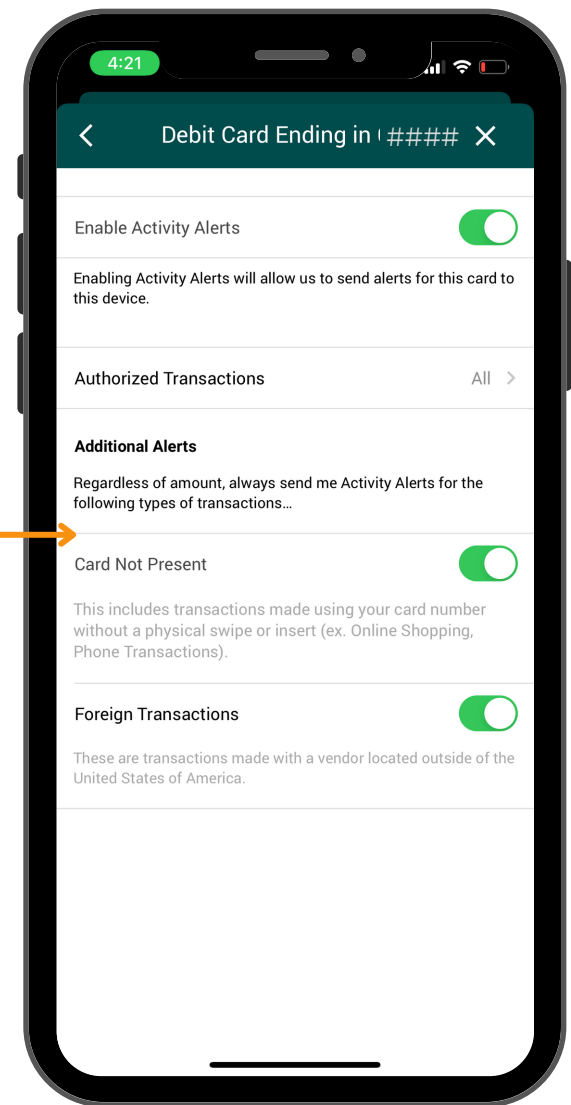 4:21
Debit Card Ending in ####
Enable Activity Alerts
Enabling Activity Alerts will allow us to send alerts for this card to
this device.
Authorized Transactions All
Additional Alerts
Regardless of amount, always send me Activity Alerts for the
following types of transactions...
Card Not Present
This includes transactions made using your card number
without a physical swipe or insert (ex. Online Shopping,
Phone Transactions).
Foreign Transactions
These are transactions made with a vendor located outside of the
United States of America.